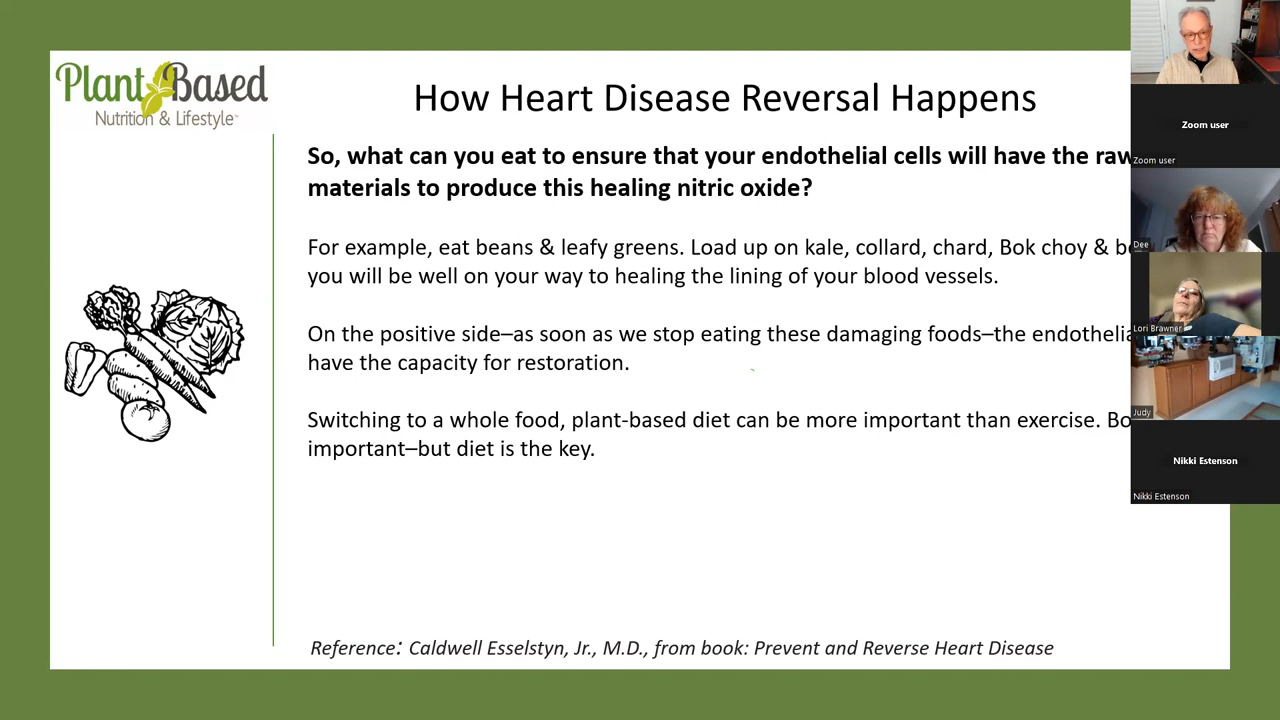 Plant Based
Nutrition & Lifestyle™
How Heart Disease Reversal Happens
So, what can you eat to ensure that your endothelial cells will have the raw
materials to produce this healing nitric oxide?
For example, eat beans & leafy greens. Load up on kale, collard, chard, Bok choy &
you will be well on your way to healing the lining of your blood vessels.
On the positive side–as soon as we stop eating these damaging foods–the
have the capacity for restoration.
Switching to a whole food, plant-based diet can be more important than exercise.
important–but diet is the key.
Reference: Caldwell Esselstyn, Jr., M.D., from book: Prevent and Reverse Heart Disease
Zoom user
Zoom user
Dee
Lori Brawner
Judy
Nikki Estenson
Nikki Estenson